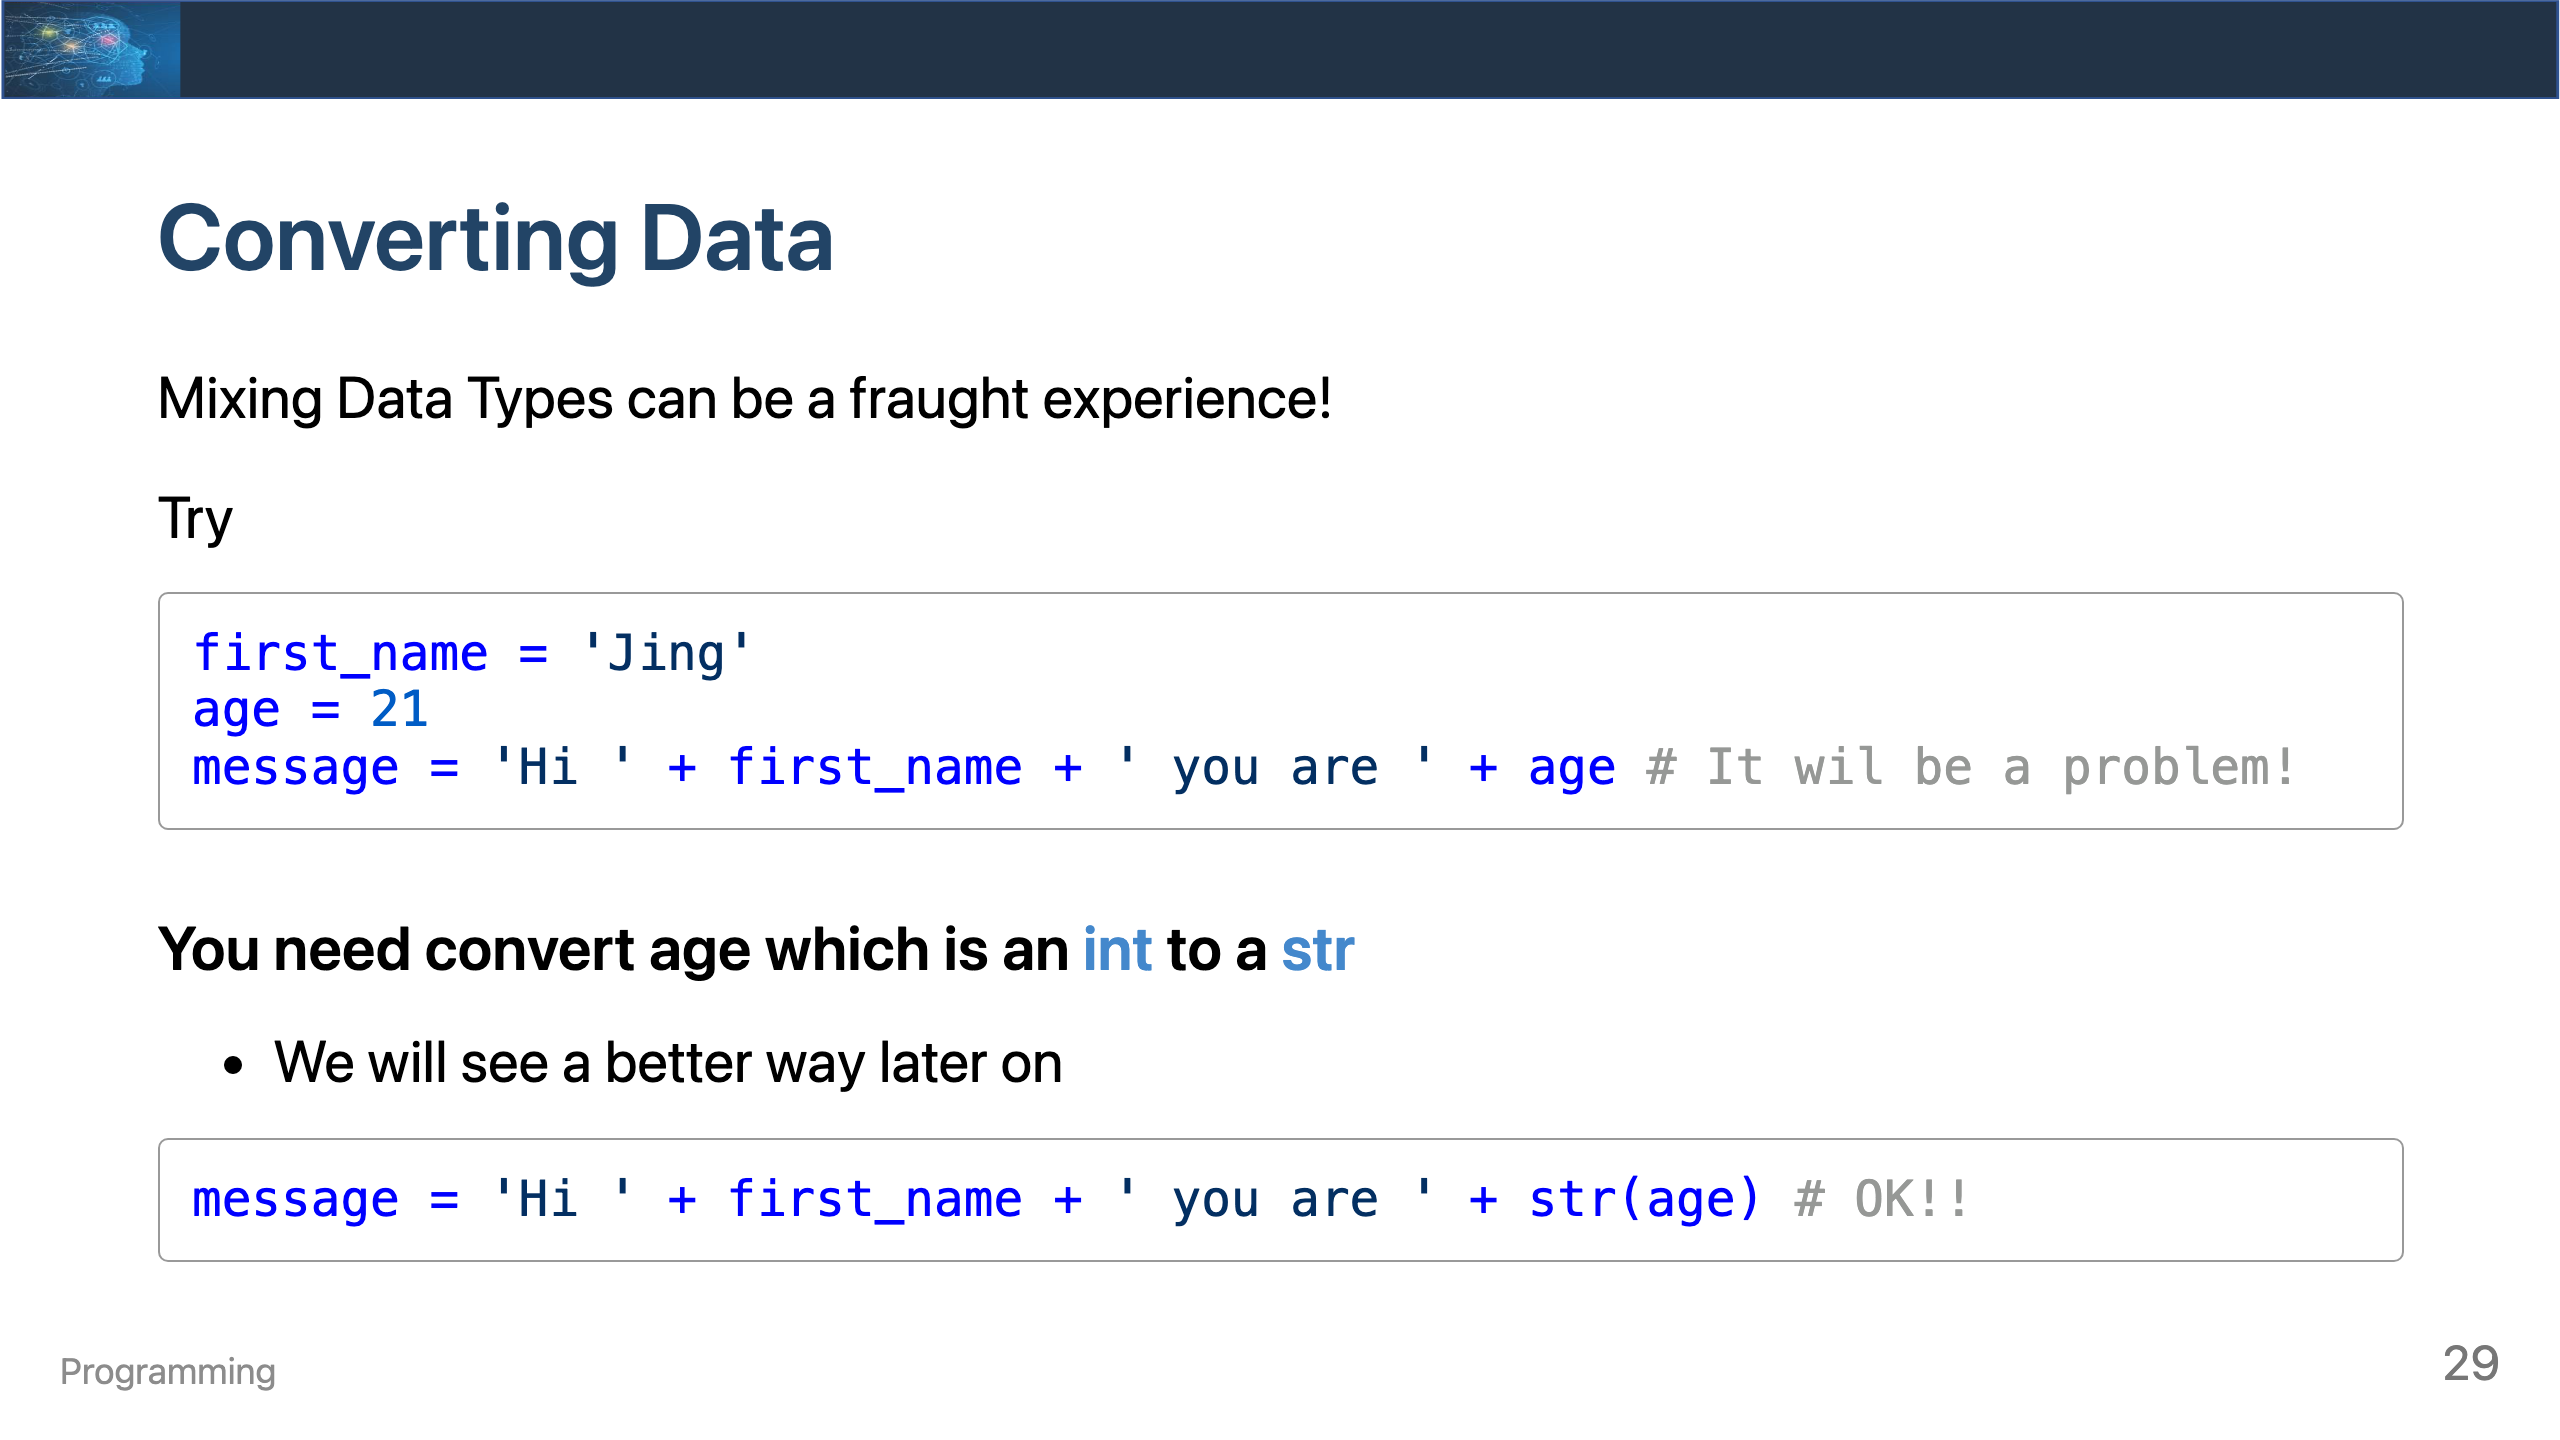 Converting Data
Mixing Data Types can be a fraught experience!
Try
first_name = 'Jing'
age = 21
message = 'Hi ' + first_name + ' you are ' + age # It wil be a problem!
You need convert age which is an int to a str
• We will see a better way later on
message = 'Hi ' + first_name + ' you are ' + str(age) # OK!!
Programming
29